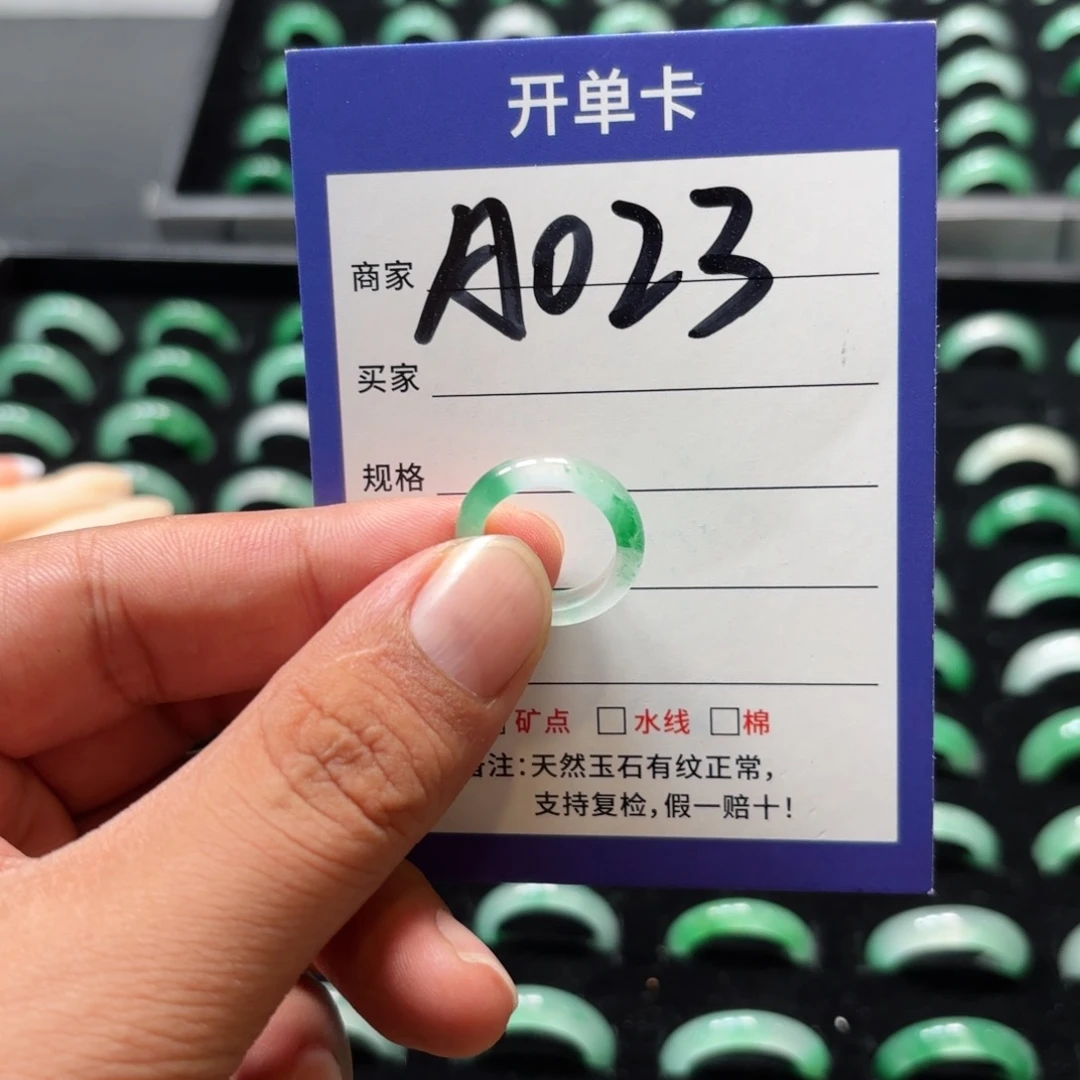 开单卡
商家 A023
买家
规格
矿点 □水线 □棉
备注：天然玉石有纹正常，
支持复检，假一赔十！